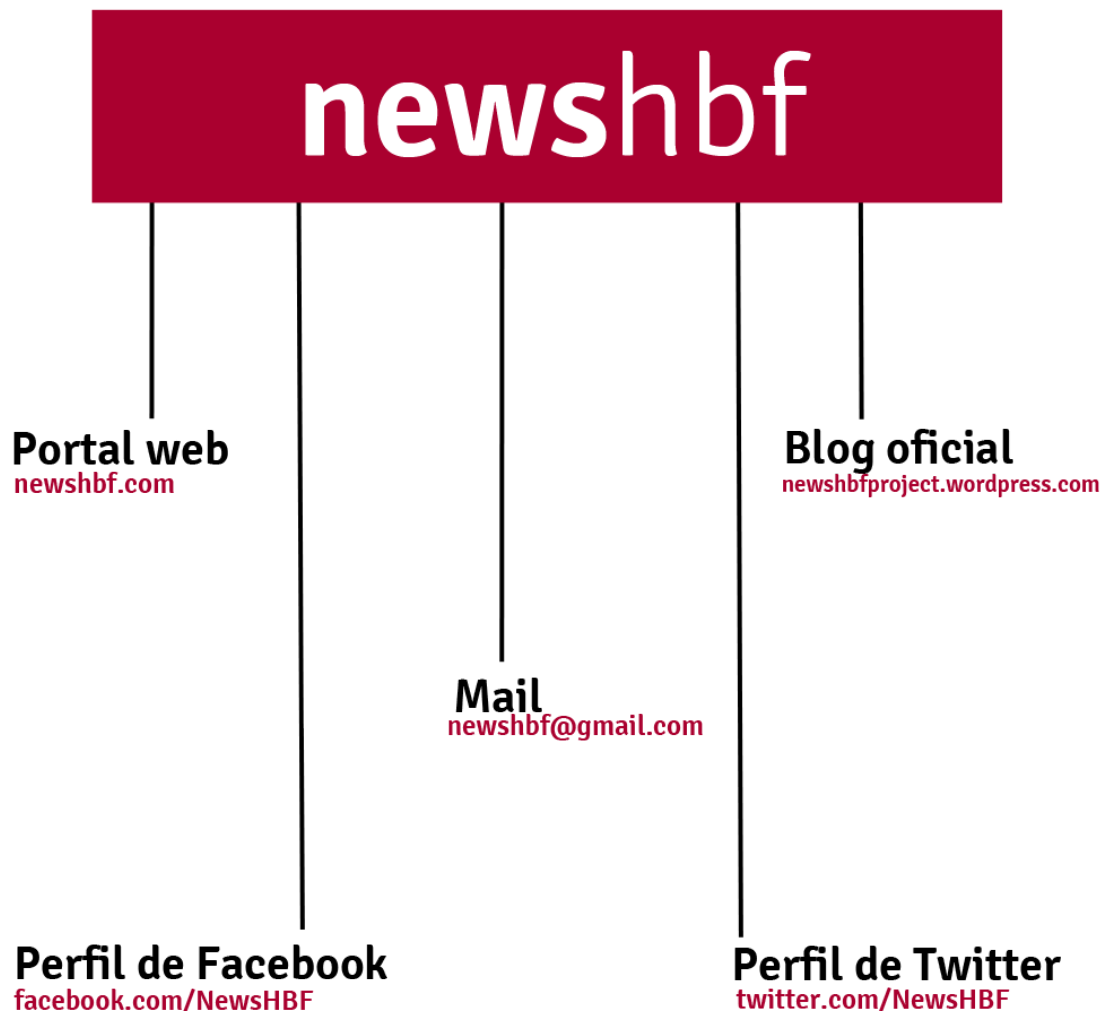 newshbf
Portal web
newshbf.com
Blog oficial
newshbfproject.wordpress.com
Mail
newshbf@gmail.com
Perfil de Facebook
facebook.com/NewsHBF
Perfil de Twitter
twitter.com/NewsHBF